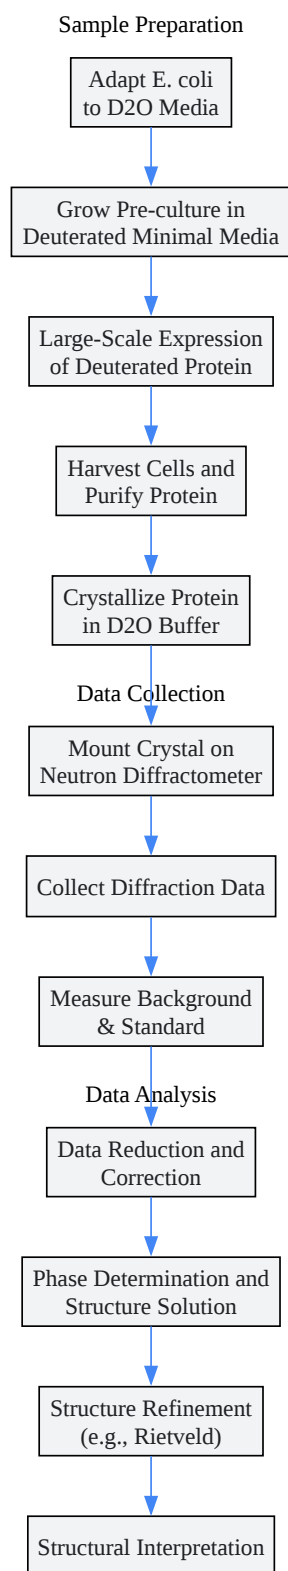 Sample Preparation
Adapt E. coli
to D2O Media
Grow Pre-culture in
Deuterated Minimal Media
Large-Scale Expression
of Deuterated Protein
Harvest Cells and
Purify Protein
Crystallize Protein
in D2O Buffer
Data Collection
Mount Crystal on
Neutron Diffractometer
Collect Diffraction Data
Measure Background
& Standard
Data Analysis
Data Reduction and
Correction
Phase Determination and
Structure Solution
Structure Refinement
(e.g., Rietveld)
Structural Interpretation